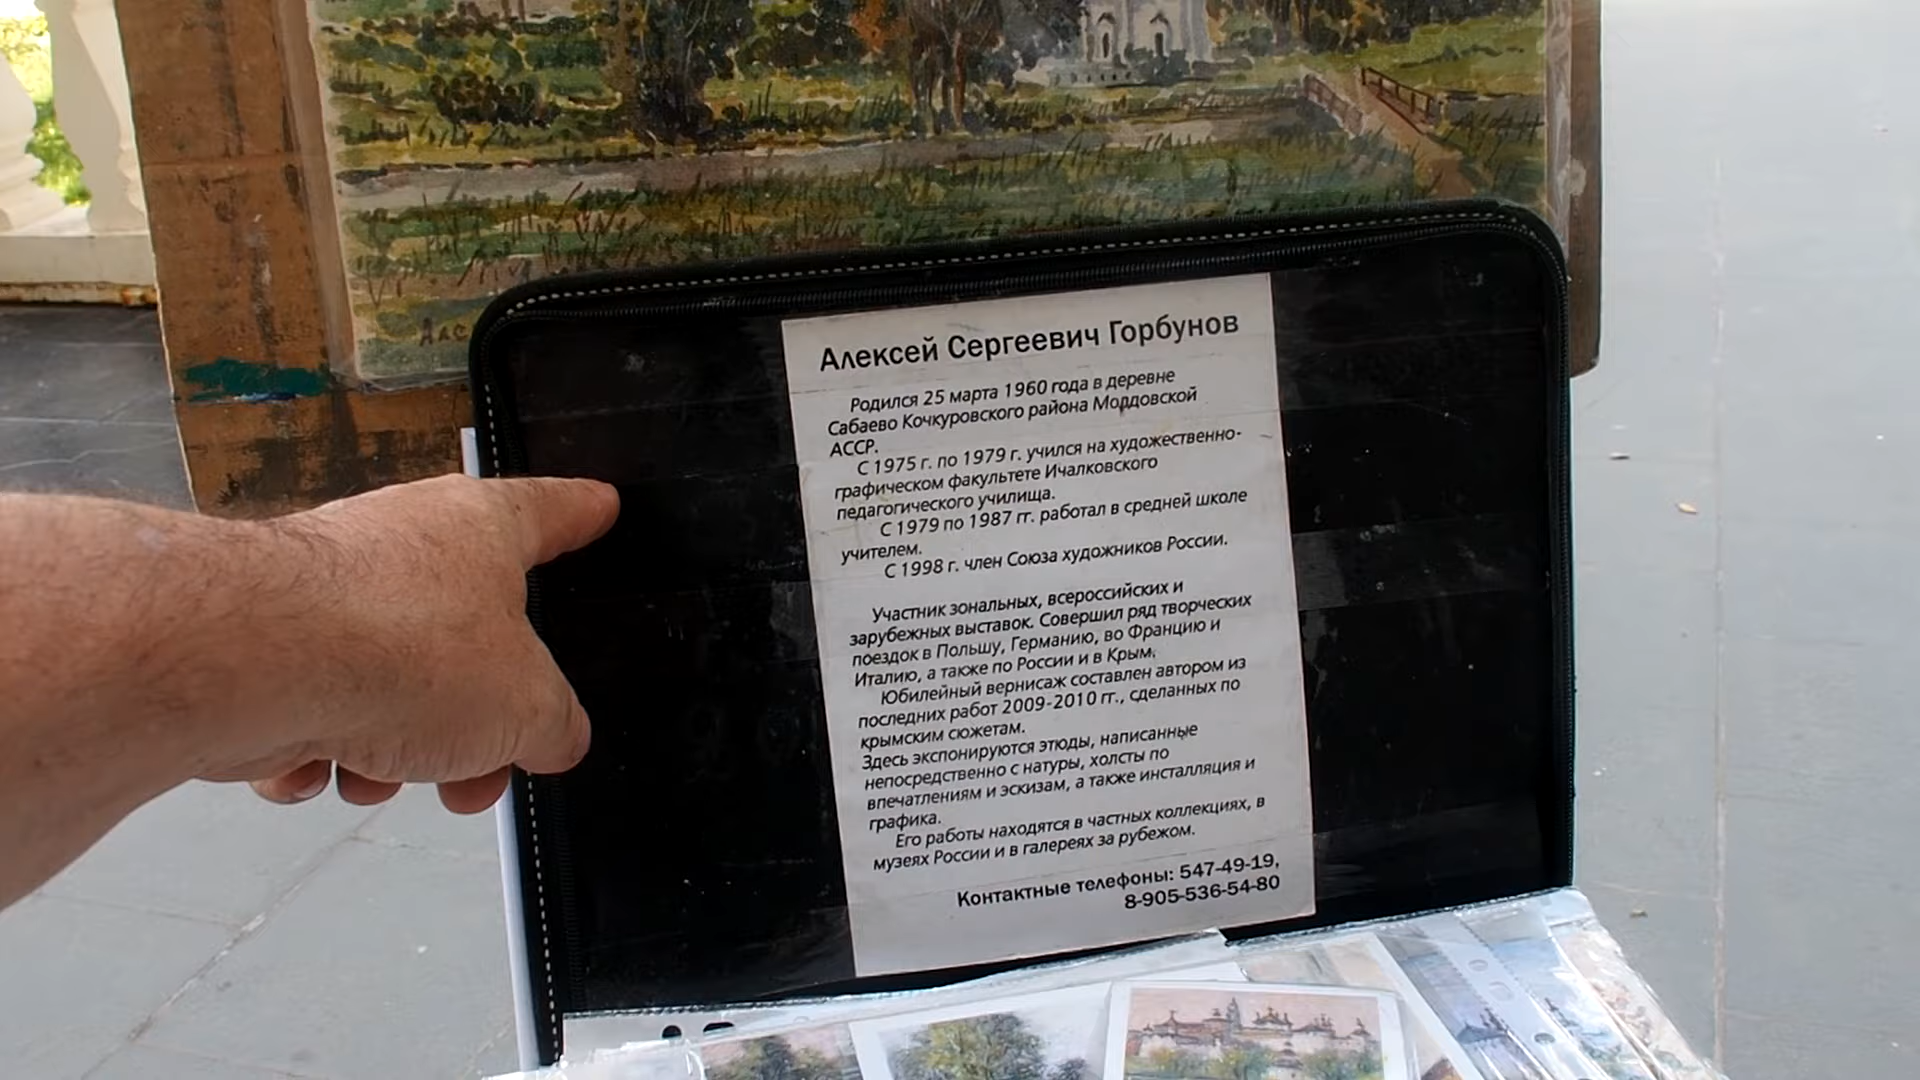 Алексей Сергеевич Горбунов
Родился 25 марта 1960 года в деревне
Сабаево Кочкуровского района Мордовской
АССР.
С 1975 г. по 1979 г. учился на художественно-
графическом факультете Ичалковского
педагогического училища.
С 1979 по 1987 гг. работал в средней школе
учителем.
С 1998 г. член Союза художников России.
Участник зональных, всероссийских и
зарубежных выставок. Совершил ряд творческих
поездок в Польшу, Германию, во Францию и
Италию, а также по России и в Крым.
Юбилейный вернисаж составлен автором из
последних работ 2009-2010 гг., сделанных по
крымским сюжетам.
Здесь экспонируются этюды, написанные
непосредственно с натуры, холсты по
впечатлениям и эскизам, а также инсталляция и
графика.
Его работы находятся в частных коллекциях, в
музеях России и в галереях за рубежом.
Контактные телефоны: 547-49-19,
8-905-536-54-80